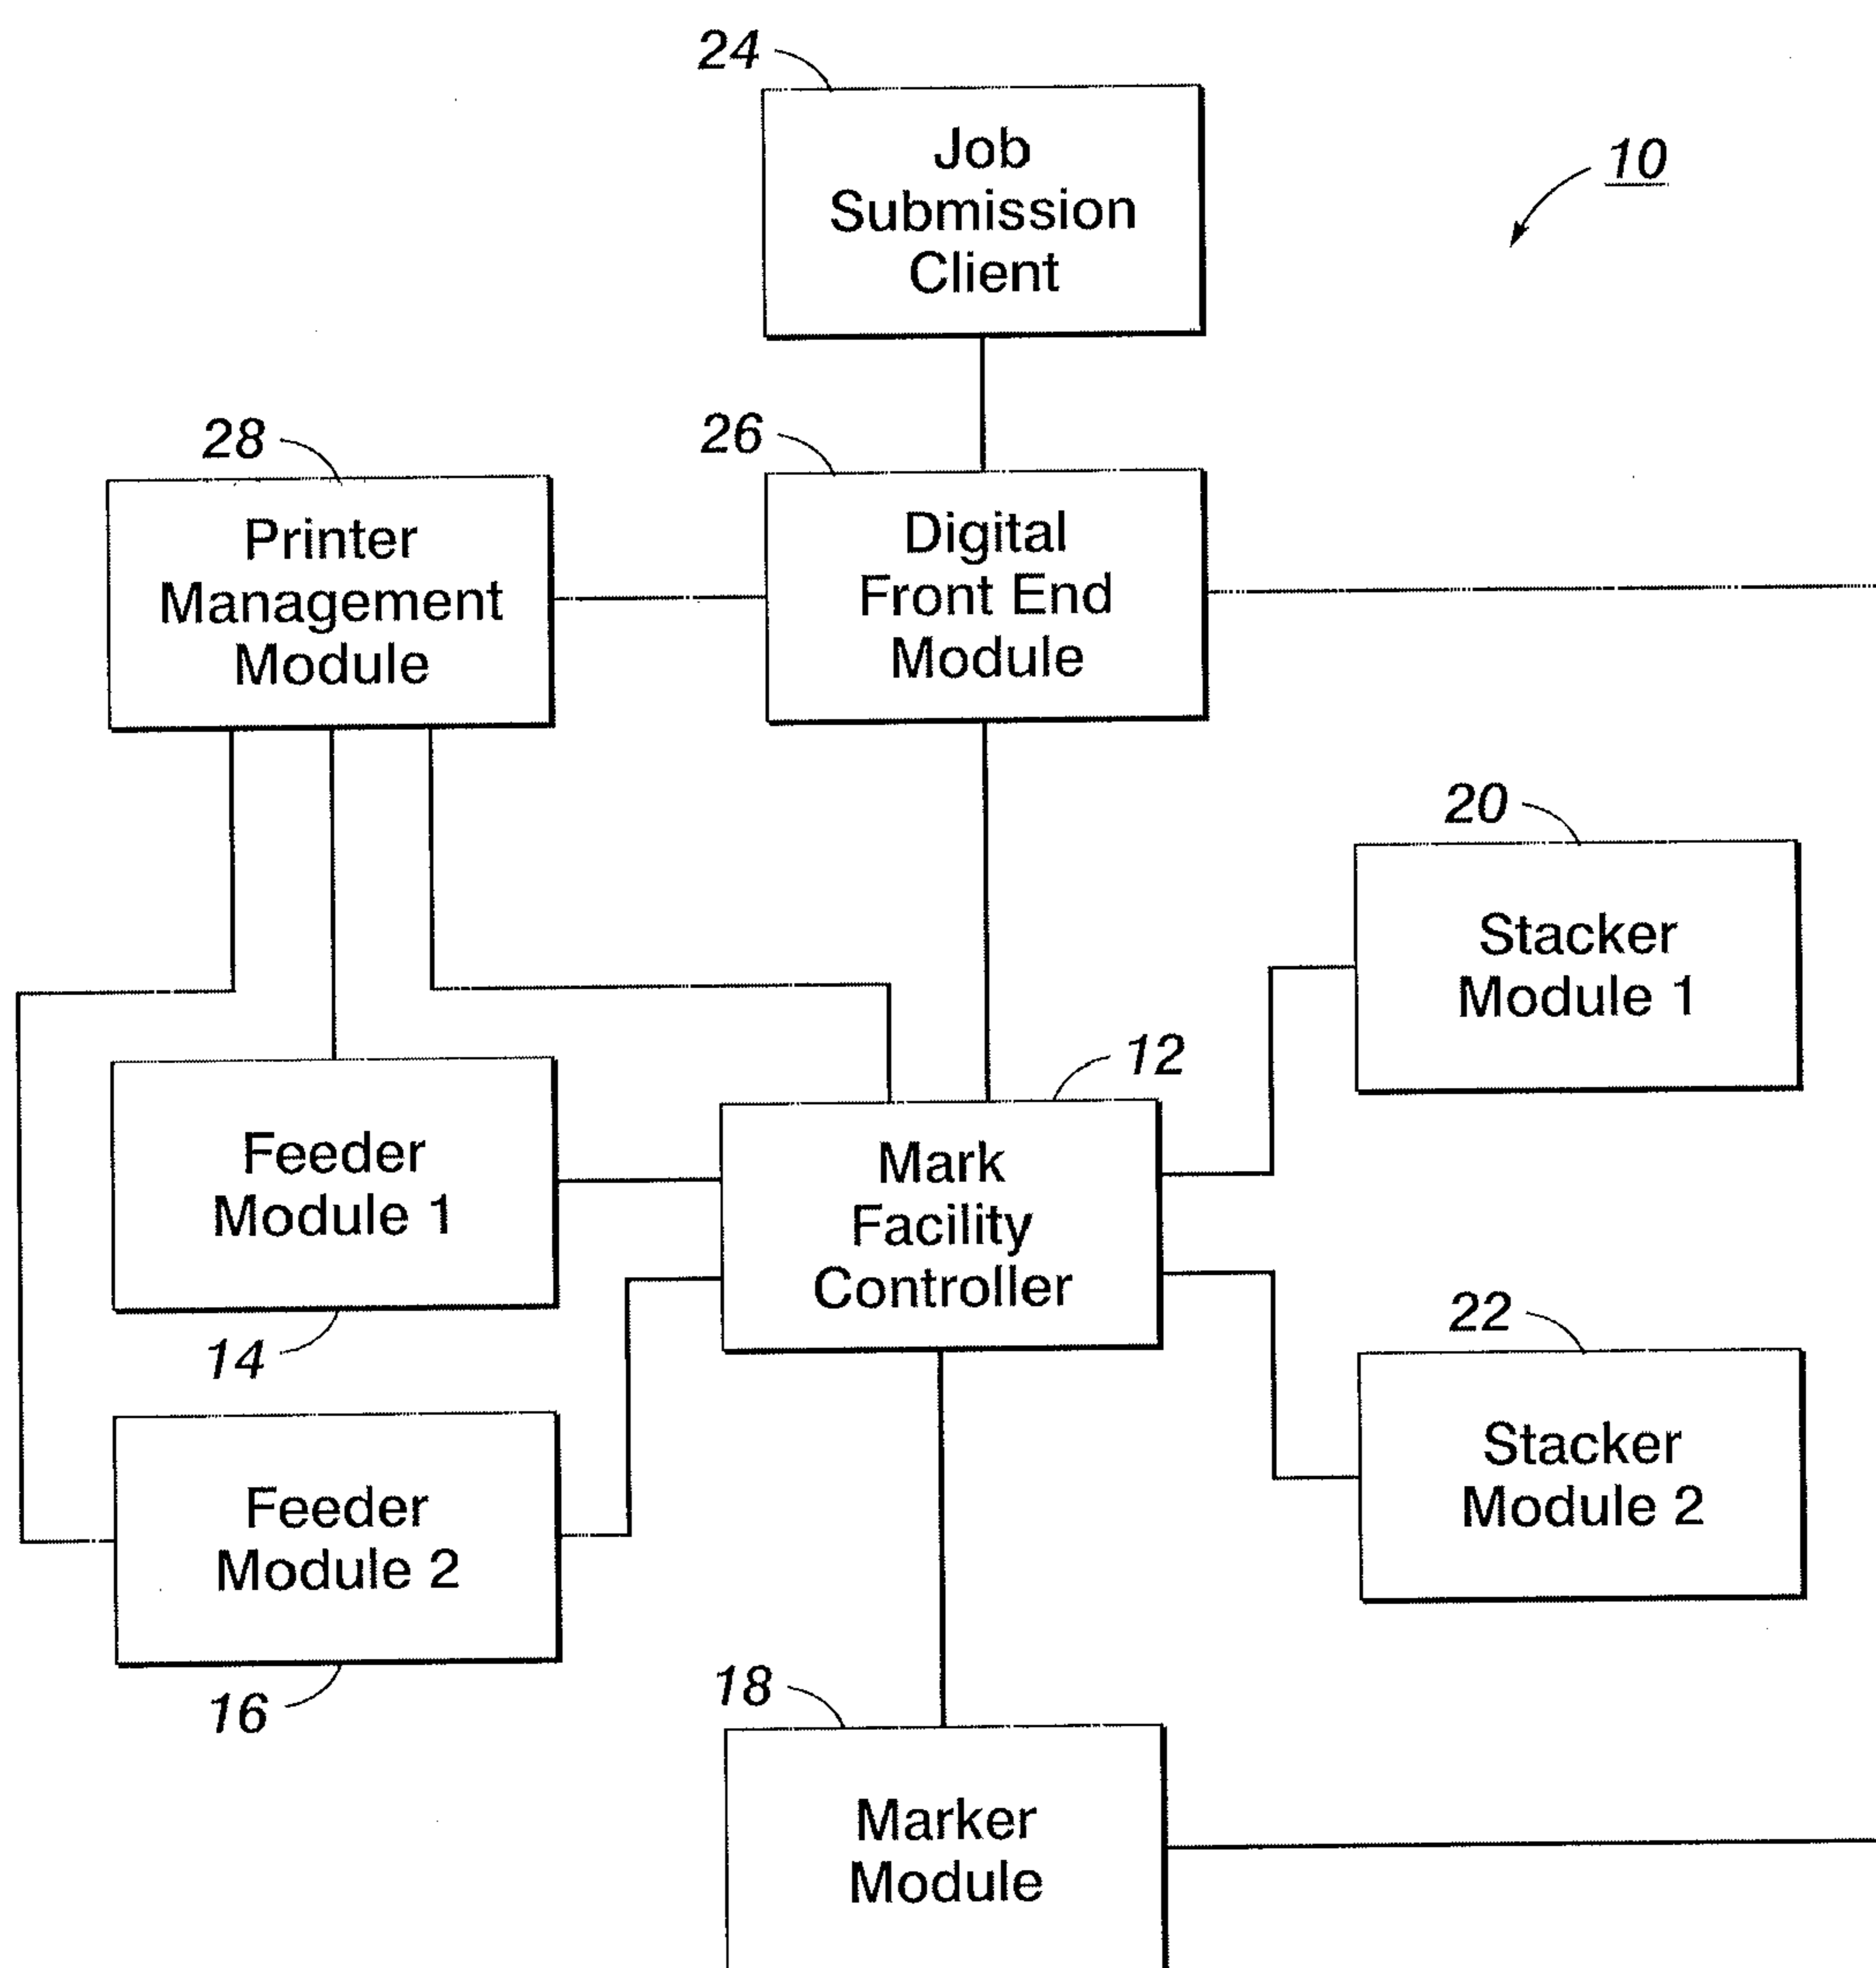 24
Job
Submission
Client
10
28
Printer
Management
Module
26
Digital
Front End
Module
20
Stacker
Module 1
12
Mark
Facility
Controller
Feeder
Module 1
14
22
Stacker
Module 2
Feeder
Module 2
16
18
Marker
Module